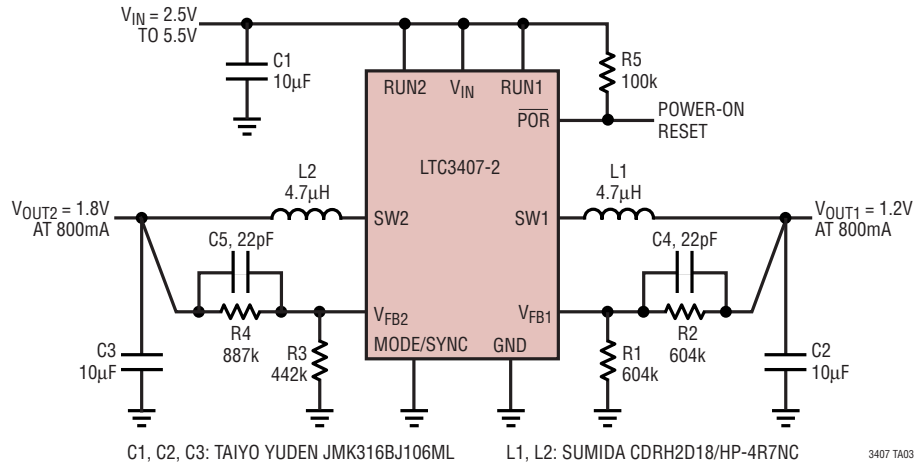 V_IN = 2.5V
TO 5.5V
C1
10µF
RUN2
V_IN
RUN1
R5
100k
POR
POWER-ON
RESET
LTC3407-2
L2
4.7µH
L1
4.7µH
V_OUT2 = 1.8V
AT 800mA
SW2
SW1
V_OUT1 = 1.2V
AT 800mA
C5, 22pF
C4, 22pF
V_FB2
V_FB1
R4
887k
R2
604k
MODE/SYNC
GND
C3
10µF
R3
442k
R1
604k
C2
10µF
C1, C2, C3: TAIYO YUDEN JMK316BJ106ML
L1, L2: SUMIDA CDRH2D18/HP-4R7NC
3407 TA03